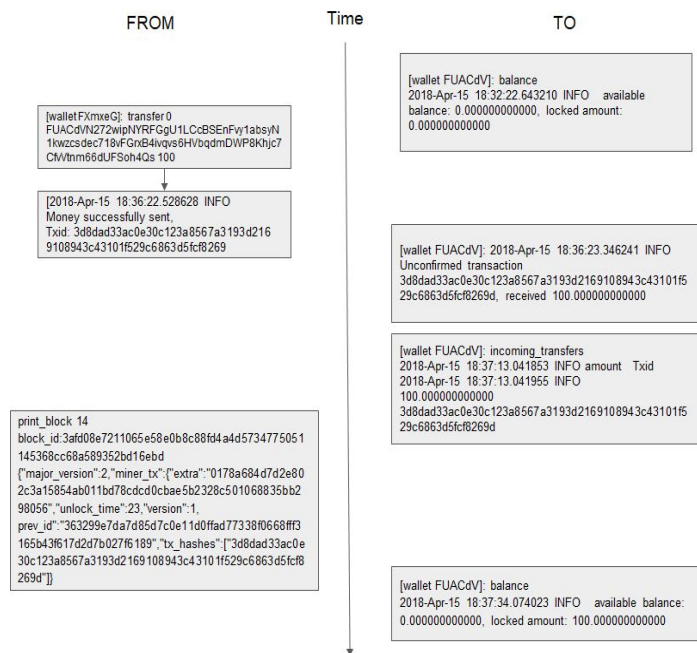 FROM
Time
TO
[wallet FUACdV]: balance
2018-Apr-15 18:32:22.643210 INFO available
balance: 0.000000000000, locked amount:
0.000000000000
[walletFXmxeG]: transfer 0
FUACdVN272wipNYRFGgU1LCcBSEnFvy1absyN
1kwzcsdec718vFGrxB4ivqvs6HVbqdmDWP8Khjc7
CfVVtnm66dUFSoh4Qs 100
[2018-Apr-15 18:36:22.528628 INFO
Money successfully sent,
Txid: 3d8dad33ac0e30c123a8567a3193d216
9108943c43101f529c6863d5fcf8269
[wallet FUACdV]: 2018-Apr-15 18:36:23.346241 INFO
Unconfirmed transaction
3d8dad33ac0e30c123a8567a3193d2169108943c43101f5
29c6863d5fcf8269d, received 100.000000000000
[wallet FUACdV]: incoming_transfers
2018-Apr-15 18:37:13.041853 INFO amount Txid
2018-Apr-15 18:37:13.041955 INFO
100.000000000000
3d8dad33ac0e30c123a8567a3193d2169108943c43101f5
29c6863d5fcf8269d
print_block 14
block_id:3afd08e7211065e58e0b8c88fd4a4d5734775051
145368cc68a589352bd16ebd
{"major_version":2,"miner_tx":{"extra":"0178a684d7d2e80
2c3a15854ab011bd78cdcd0cbae5b2328c501068835bb2
98056","unlock_time":23,"version":1,
prev_id":"363299e7da7d85d7c0e11d0ffad77338f0668fff3
165b43f617d2d7b027f6189","tx_hashes":["3d8dad33ac0e
30c123a8567a3193d2169108943c43101f529c6863d5fcf8
269d"]}
[wallet FUACdV]: balance
2018-Apr-15 18:37:34.074023 INFO available balance:
0.000000000000, locked amount: 100.000000000000